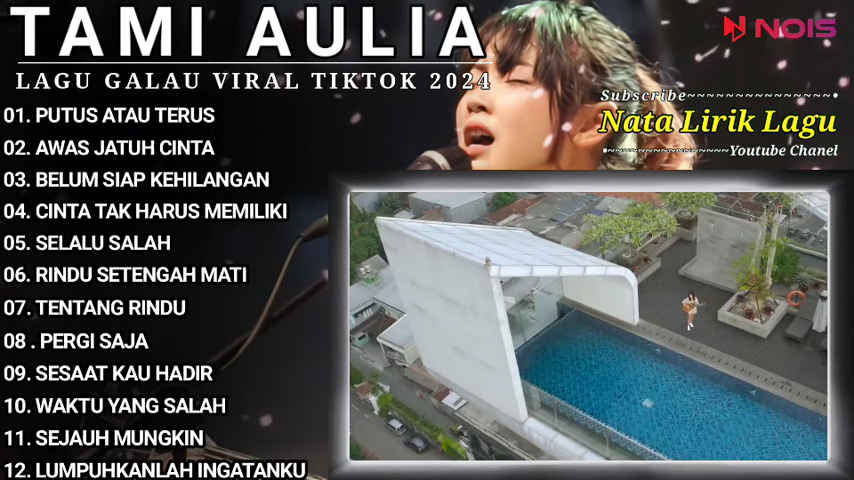 TAMI AULIA
LAGU GALAU VIRAL TIKTOK 2024
01. PUTUS ATAU TERUS
02. AWAS JATUH CINTA
03. BELUM SIAP KEHILANGAN
04. CINTA TAK HARUS MEMILIKI
05. SELALU SALAH
06. RINDU SETENGAH MATI
07. TENTANG RINDU
08 . PERGI SAJA
09. SESAAT KAU HADIR
10. WAKTU YANG SALAH
11. SEJAUH MUNGKIN
12. LUMPUHKANLAH INGATANKU
NOIS
Subscribe~~~~~~~~~~~~~~~•
Nata Lirik Lagu
•~~~~~~~~~~~~~~~Youtube Chanel